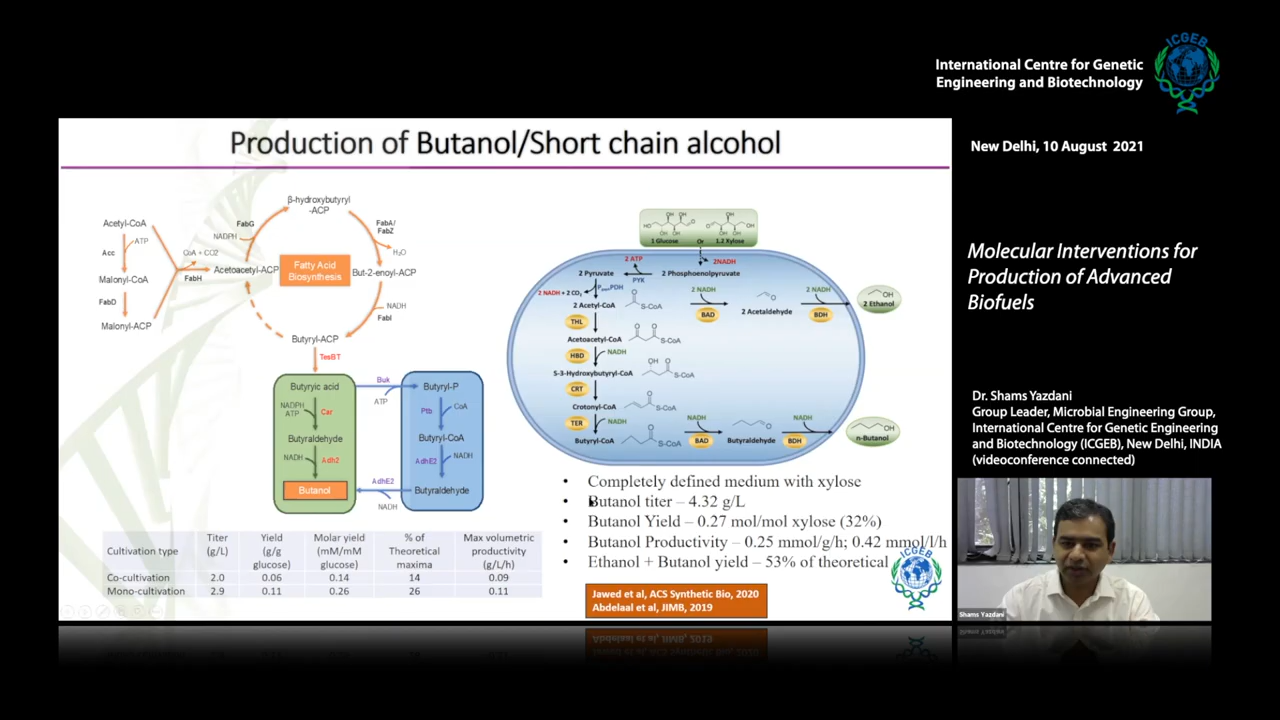 ICGEB
International Centre for Genetic
Engineering and Biotechnology
New Delhi, 10 August 2021
Molecular Interventions for
Production of Advanced
Biofuels
Dr. Shams Yazdani
Group Leader, Microbial Engineering Group,
International Centre for Genetic Engineering
and Biotechnology (ICGEB), New Delhi, INDIA
(videoconference connected)
Shams Yazdani
Production of Butanol/Short chain alcohol
β-hydroxybutyryl
-ACP
Acetyl-CoA
FabG
FabA/
FabZ
NADPH
ATP
Acc
CoA + CO2
H₂O
Malonyl-CoA
FabH
Acetoacetyl-ACP
Fatty Acid
Biosynthesis
But-2-enoyl-ACP
FabD
NADH
FabI
Malonyl-ACP
Butyryl-ACP
TesBT
Butyric acid
Buk
ATP
Butyryl-P
NADPH
ATP
Car
Ptb
CoA
Butyraldehyde
Butyryl-CoA
NADH
Adh2
AdhE2
NADH
Butanol
AdhE2
NADH
Butyraldehyde
1 Glucose
Or
1.2 Xylose
2 ATP
2NADH
2 Pyruvate
PYK
2 Phosphoenolpyruvate
2 NADH + 2 CO₂
PDH
2 Acetyl-CoA
S-CoA
2 NADH
BAD
2 Acetaldehyde
2 NADH
BDH
OH
2 Ethanol
THL
Acetoacetyl-CoA
S-CoA
HBD
NADH
S-3-Hydroxybutyryl-CoA
OH O
S-CoA
CRT
Crotonyl-CoA
S-CoA
TER
NADH
Butyryl-CoA
S-CoA
NADH
BAD
Butyraldehyde
NADH
BDH
OH
n-Butanol
• Completely defined medium with xylose
• Butanol titer – 4.32 g/L
• Butanol Yield – 0.27 mol/mol xylose (32%)
• Butanol Productivity – 0.25 mmol/g/h; 0.42 mmol/l/h
• Ethanol + Butanol yield – 53% of theoretical
ICGEB
Jawed et al, ACS Synthetic Bio, 2020
Abdelaal et al, JIMB, 2019
Cultivation type Titer (g/L) Yield (g/g glucose) Molar yield (mM/mM glucose) % of Theoretical maxima Max volumetric productivity (g/L/h)
Co-cultivation 2.0 0.06 0.14 14 0.09
Mono-cultivation 2.9 0.11 0.26 26 0.11